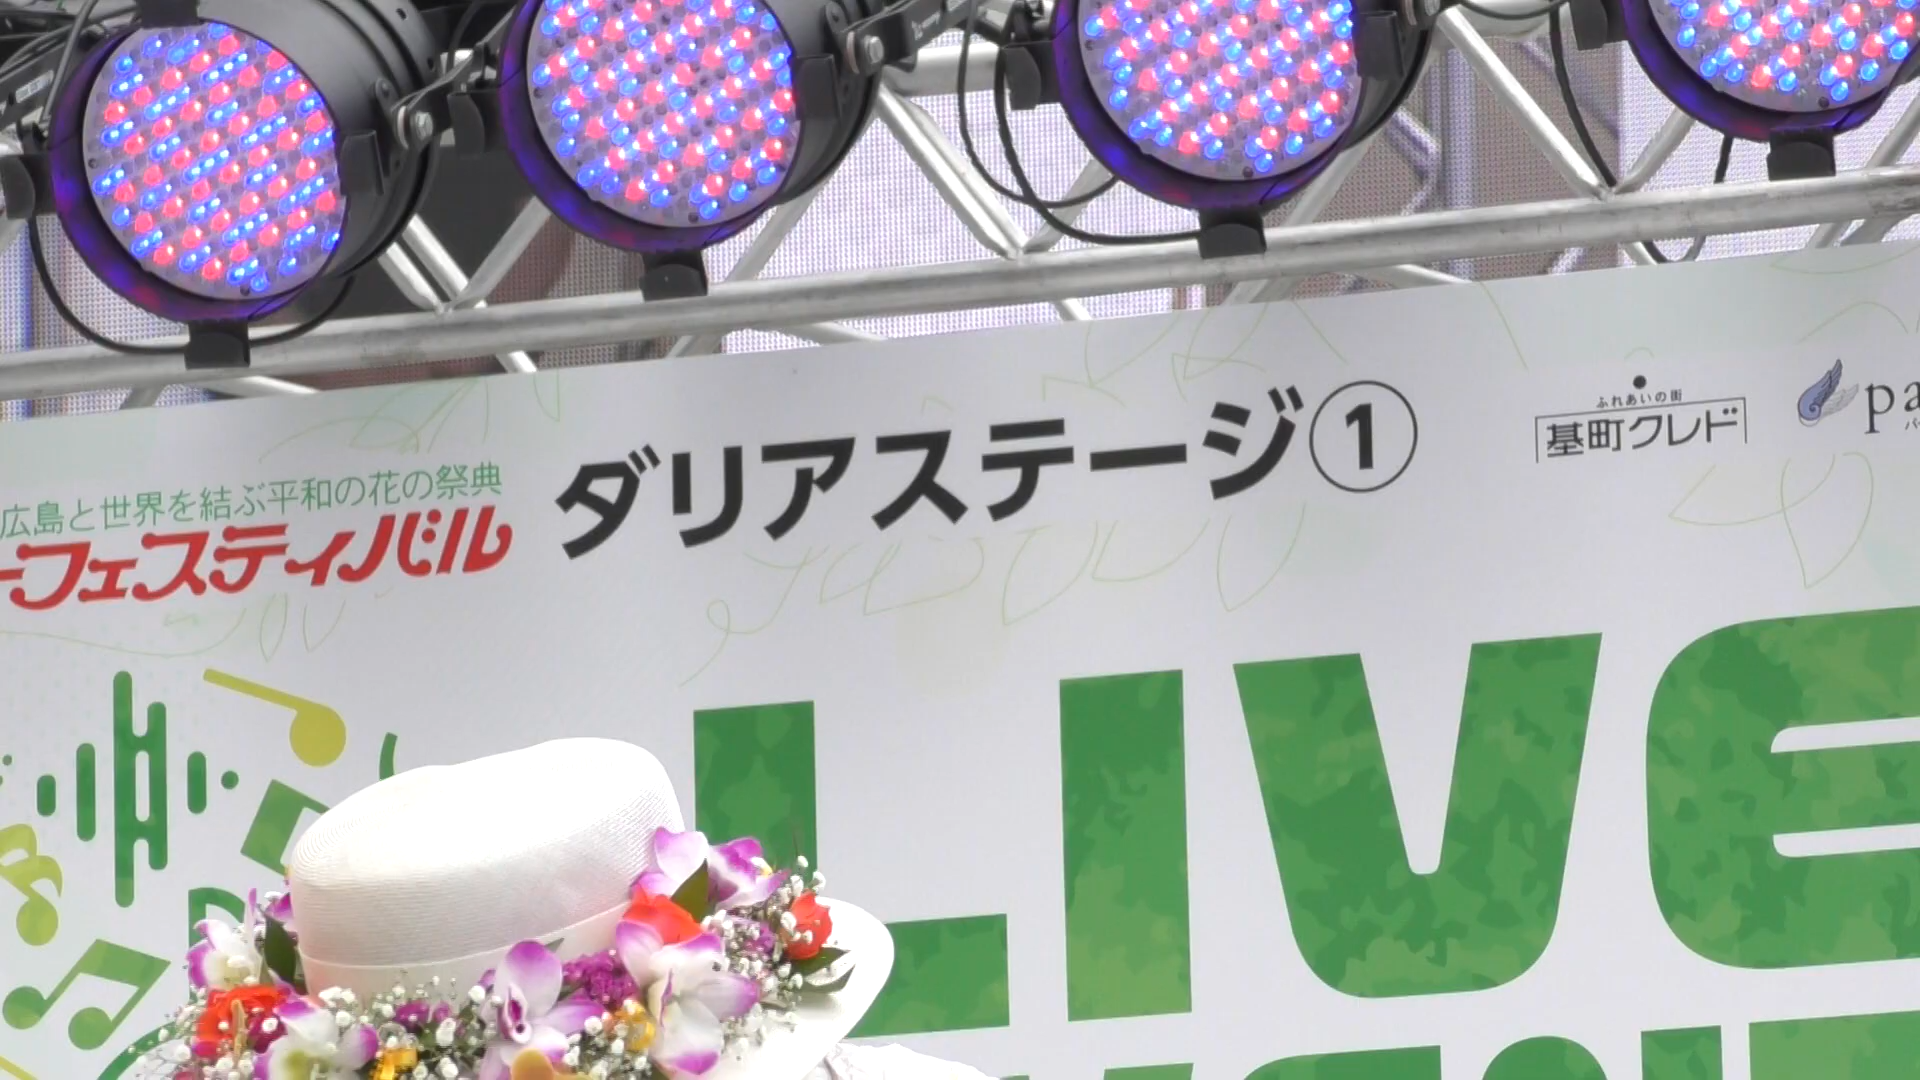 広島と世界を結ぶ平和の花の祭典
ーフェスティバル
ダリアステージ①
ふれあいの街
基町クレド
pa
LIVE